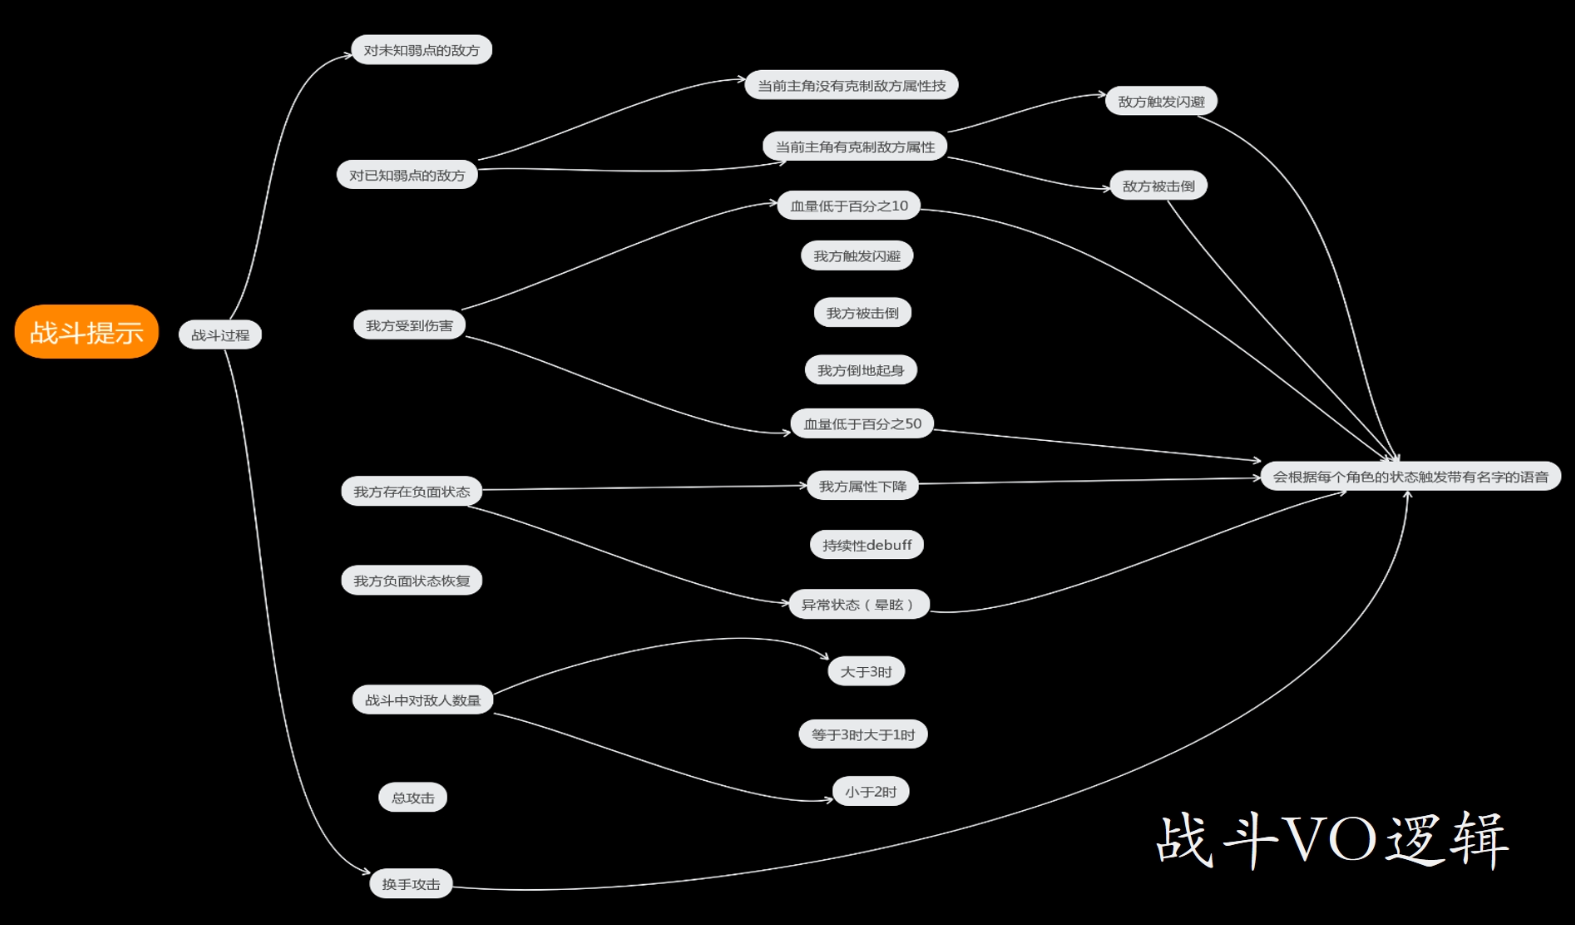 战斗提示
战斗过程
对未知弱点的敌方
对已知弱点的敌方
当前主角没有克制敌方属性技
当前主角有克制敌方属性
敌方触发闪避
敌方被击倒
我方受到伤害
血量低于百分之10
我方触发闪避
我方被击倒
我方倒地起身
血量低于百分之50
我方存在负面状态
我方属性下降
持续性debuff
异常状态（晕眩）
会根据每个角色的状态触发带有名字的语音
我方负面状态恢复
战斗中对敌人数量
大于3时
等于3时大于1时
小于2时
总攻击
换手攻击
战斗VO逻辑